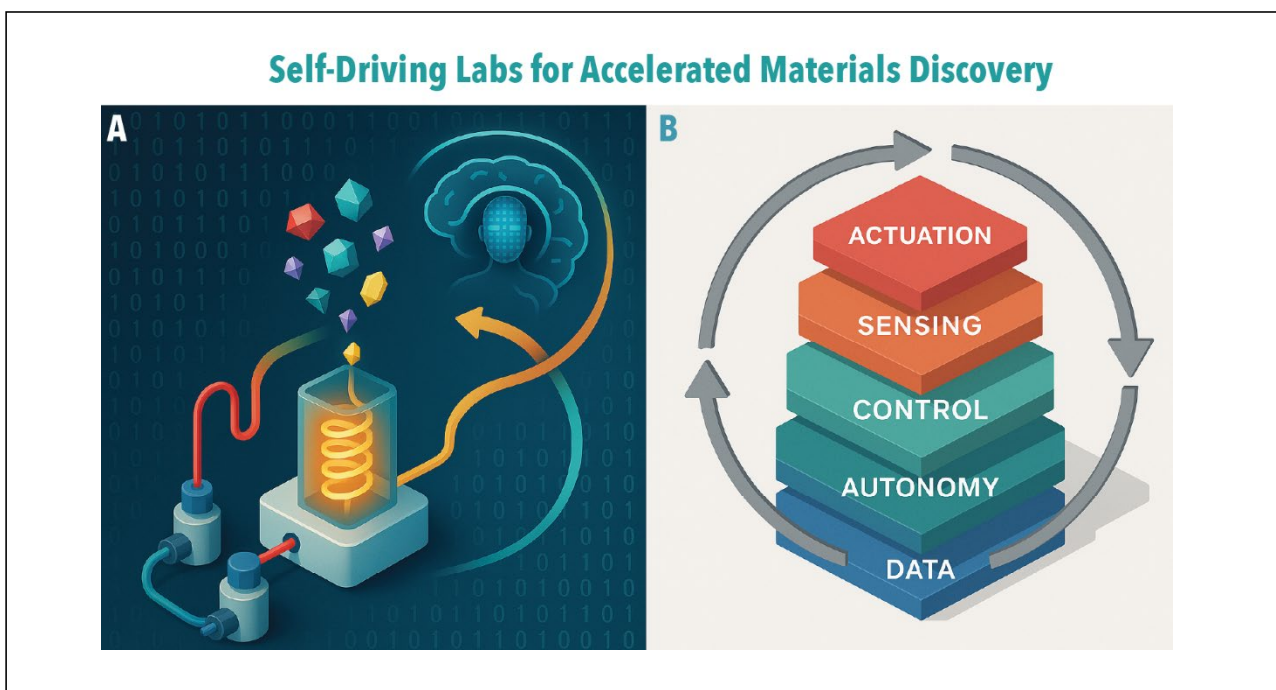 Self-Driving Labs for Accelerated Materials Discovery
A
B
ACTUATION
SENSING
CONTROL
AUTONOMY
DATA